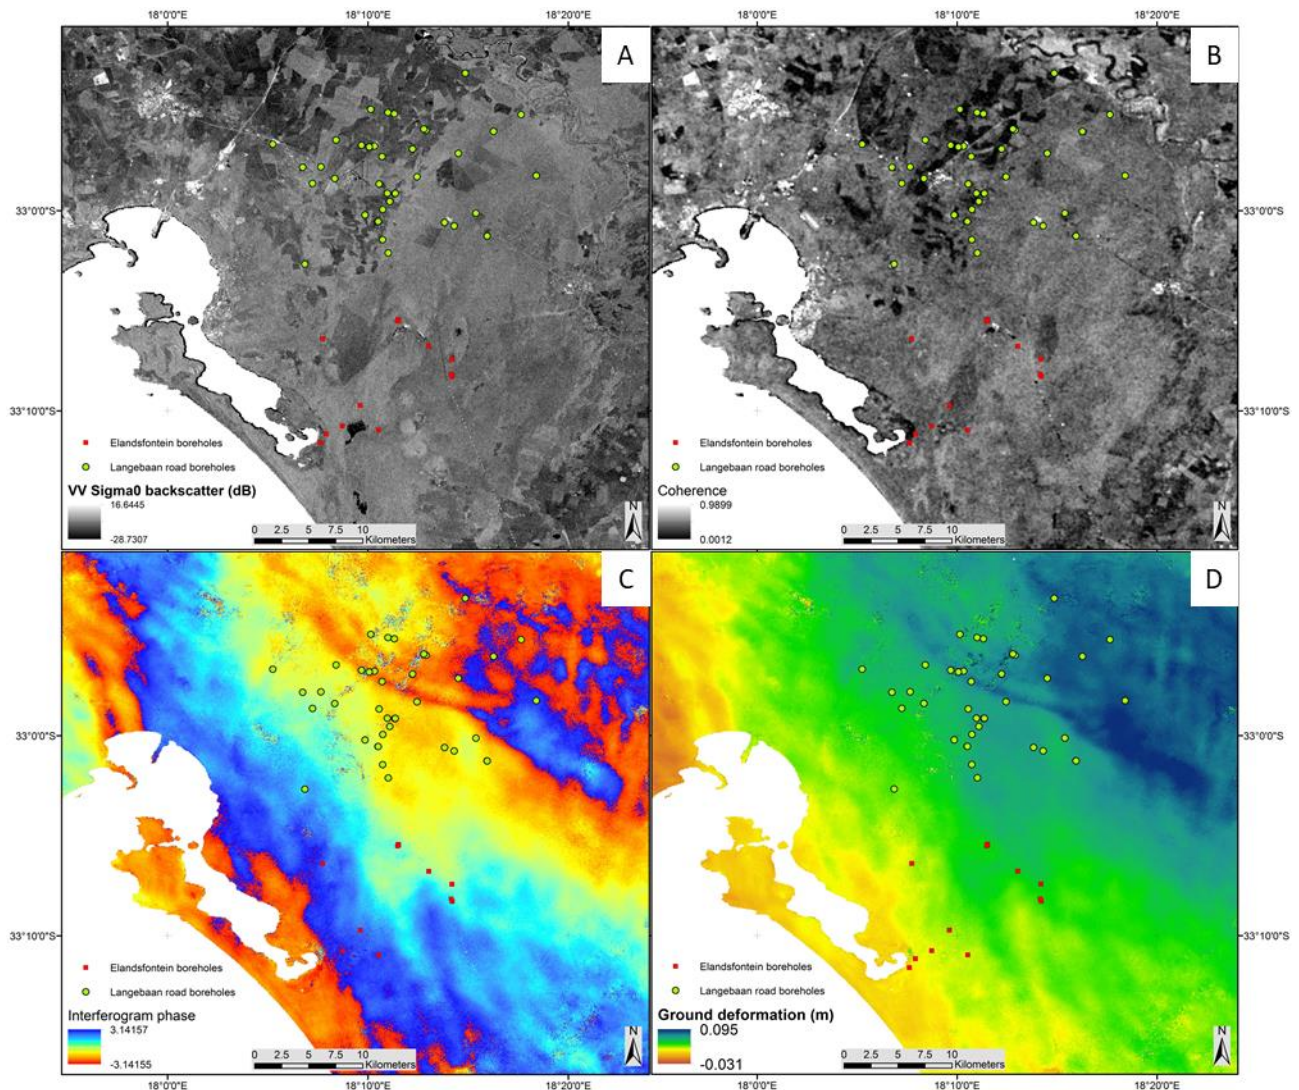 18°0'0"E 18°10'0"E 18°20'0"E 18°0'0"E 18°10'0"E 18°20'0"E
A
B
33°0'0"S
33°0'0"S
33°10'0"S
33°10'0"S
Elandsfontein boreholes
Langebaan road boreholes
VV Sigma0 backscatter (dB)
16.6445
-28.7307
0 2.5 5 7.5 10
Kilometers
N
Elandsfontein boreholes
Langebaan road boreholes
Coherence
0.9899
0.0012
0 2.5 5 7.5 10
Kilometers
N
C
D
33°0'0"S
33°0'0"S
33°10'0"S
33°10'0"S
Elandsfontein boreholes
Langebaan road boreholes
Interferogram phase
3.14157
-3.14155
0 2.5 5 7.5 10
Kilometers
N
Elandsfontein boreholes
Langebaan road boreholes
Ground deformation (m)
0.095
-0.031
0 2.5 5 7.5 10
Kilometers
N
18°0'0"E 18°10'0"E 18°20'0"E 18°0'0"E 18°10'0"E 18°20'0"E